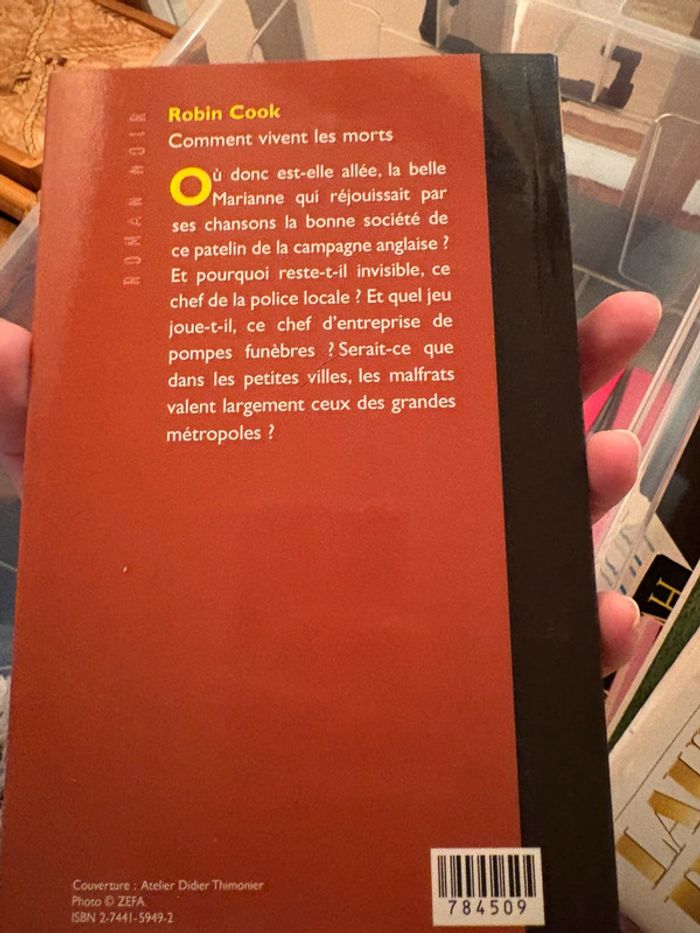 ROMAN NOIR
Robin Cook
Comment vivent les morts
Où donc est-elle allée, la belle
Marianne qui réjouissait par
ses chansons la bonne société de
ce patelin de la campagne anglaise ?
Et pourquoi reste-t-il invisible, ce
chef de la police locale ? Et quel jeu
joue-t-il, ce chef d'entreprise de
pompes funèbres ? Serait-ce que
dans les petites villes, les malfrats
valent largement ceux des grandes
métropoles ?
Couverture : Atelier Didier Thimonier
Photo © ZEFA.
ISBN 2-7441-5949-2
784509